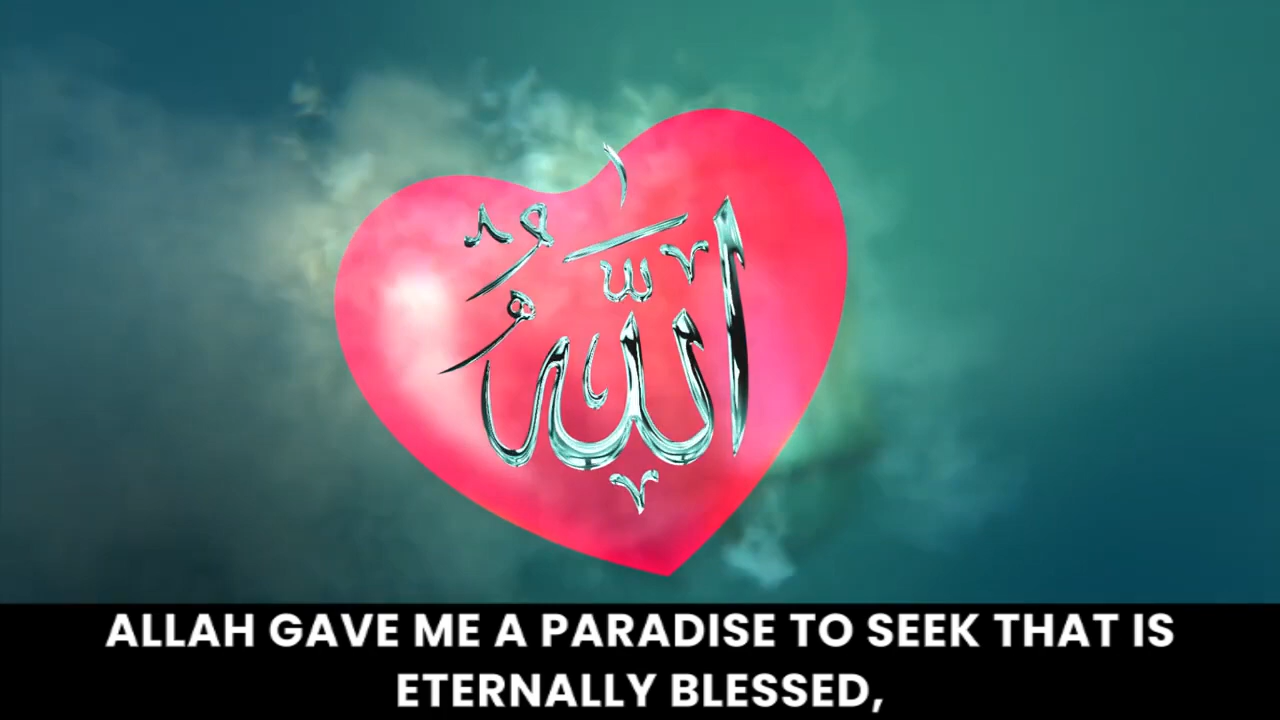 اللهُ
ALLAH GAVE ME A PARADISE TO SEEK THAT IS
ETERNALLY BLESSED,